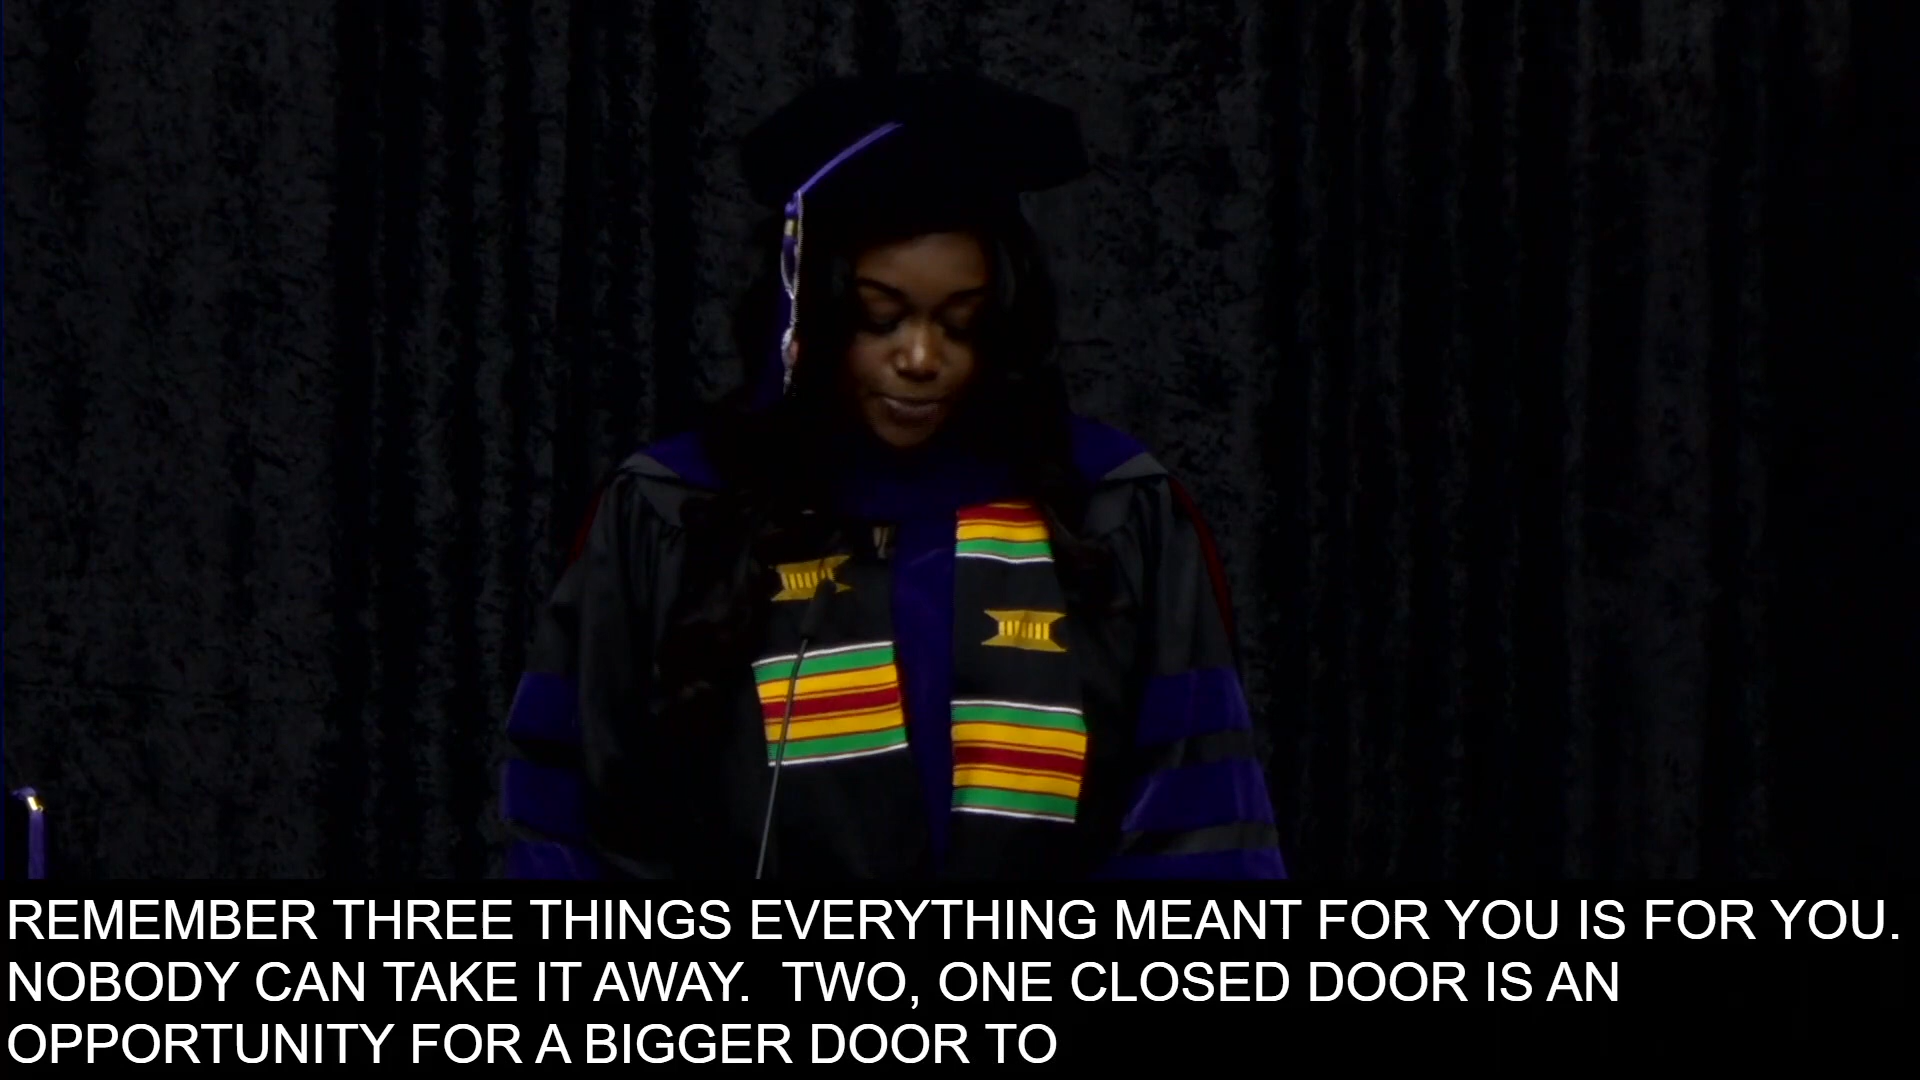 REMEMBER THREE THINGS EVERYTHING MEANT FOR YOU IS FOR YOU.
NOBODY CAN TAKE IT AWAY.  TWO, ONE CLOSED DOOR IS AN
OPPORTUNITY FOR A BIGGER DOOR TO